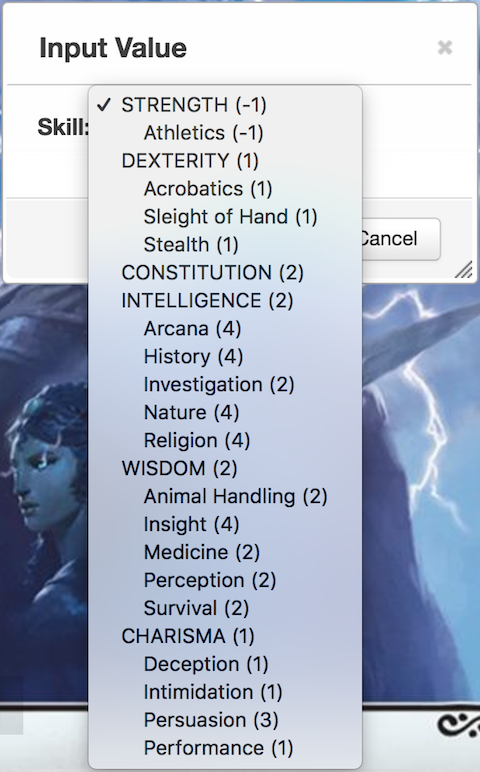 Input Value
×
Skill:
✓ STRENGTH (-1)
Athletics (-1)
DEXTERITY (1)
Acrobatics (1)
Sleight of Hand (1)
Stealth (1)
CONSTITUTION (2)
INTELLIGENCE (2)
Arcana (4)
History (4)
Investigation (2)
Nature (4)
Religion (4)
WISDOM (2)
Animal Handling (2)
Insight (4)
Medicine (2)
Perception (2)
Survival (2)
CHARISMA (1)
Deception (1)
Intimidation (1)
Persuasion (3)
Performance (1)
Cancel